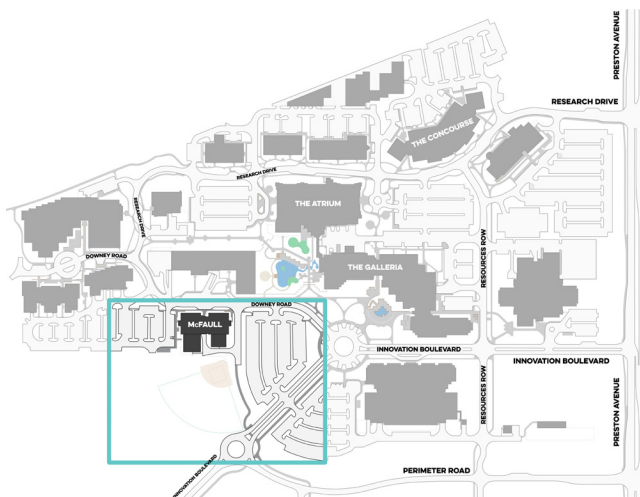 PRESTON AVENUE
RESEARCH DRIVE
THE CONCOURSE
RESEARCH DRIVE
THE ATRIUM
RESEARCH DRIVE
RESOURCES ROW
DOWNEY ROAD
THE GALLERIA
DOWNEY ROAD
McFAULL
INNOVATION BOULEVARD
INNOVATION BOULEVARD
RESOURCES ROW
PRESTON AVENUE
PERIMETER ROAD
INNOVATION BOULEVARD